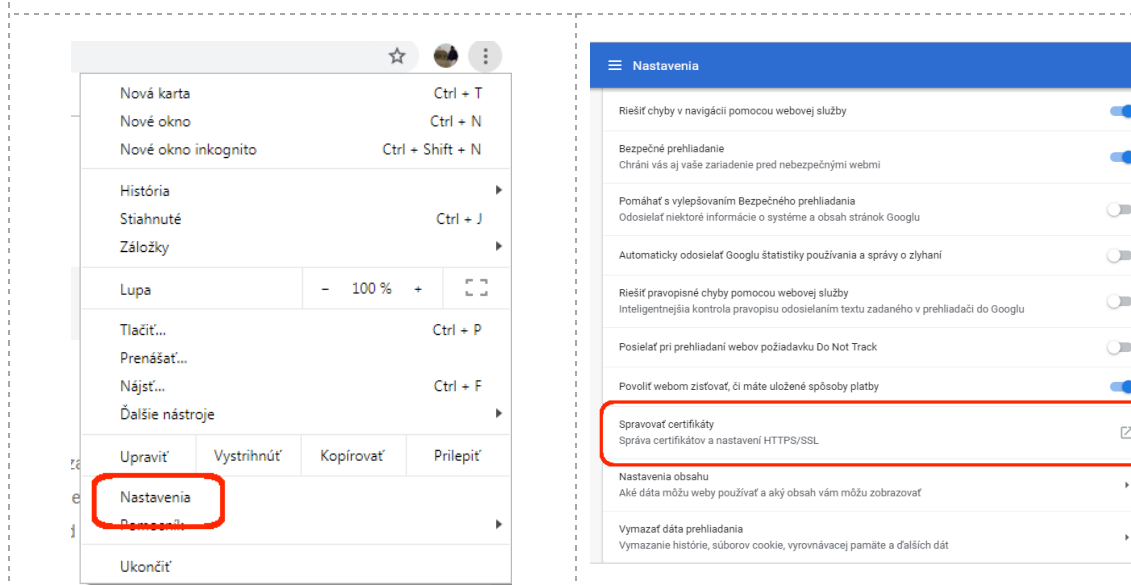 Nová karta Ctrl + T
Nové okno Ctrl + N
Nové okno inkognito Ctrl + Shift + N
História
Stiahnuté Ctrl + J
Záložky
Lupa - 100 % +
Tlačiť... Ctrl + P
Prenášať...
Nájsť... Ctrl + F
Ďalšie nástroje
Upraviť Vystrihnúť Kopírovať Prilepiť
Nastavenia
Pomocník
Ukončiť
Nastavenia
Riešiť chyby v navigácii pomocou webovej služby
Bezpečné prehliadanie
Chráni vás aj vaše zariadenie pred nebezpečnými webmi
Pomáhať s vylepšovaním Bezpečného prehliadania
Odosielať niektoré informácie o systéme a obsah stránok Googlu
Automaticky odosielať Googlu štatistiky používania a správy o zlyhaní
Riešiť pravopisné chyby pomocou webovej služby
Inteligentnejšia kontrola pravopisu odosielaním textu zadaného v prehliadači do Googlu
Posielať pri prehliadaní webov požiadavku Do Not Track
Povoliť webom zisťovať, či máte uložené spôsoby platby
Spravovať certifikáty
Správa certifikátov a nastavení HTTPS/SSL
Nastavenia obsahu
Aké dáta môžu weby používať a aký obsah vám môžu zobrazovať
Vymazať dáta prehliadania
Vymazanie histórie, súborov cookie, vyrovnávacej pamäte a ďalších dát